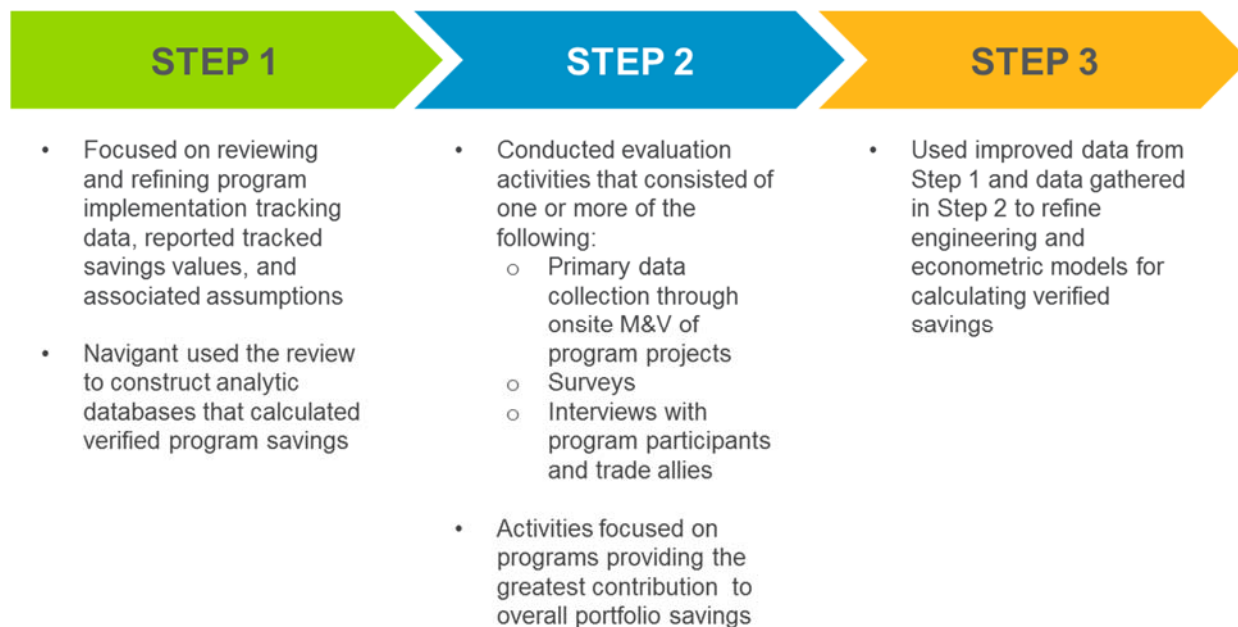 STEP 1
• Focused on reviewing
and refining program
implementation tracking
data, reported tracked
savings values, and
associated assumptions
• Navigant used the review
to construct analytic
databases that calculated
verified program savings
STEP 2
• Conducted evaluation
activities that consisted of
one or more of the
following:
o Primary data
collection through
onsite M&V of
program projects
o Surveys
o Interviews with
program participants
and trade allies
• Activities focused on
programs providing the
greatest contribution to
overall portfolio savings
STEP 3
• Used improved data from
Step 1 and data gathered
in Step 2 to refine
engineering and
econometric models for
calculating verified
savings